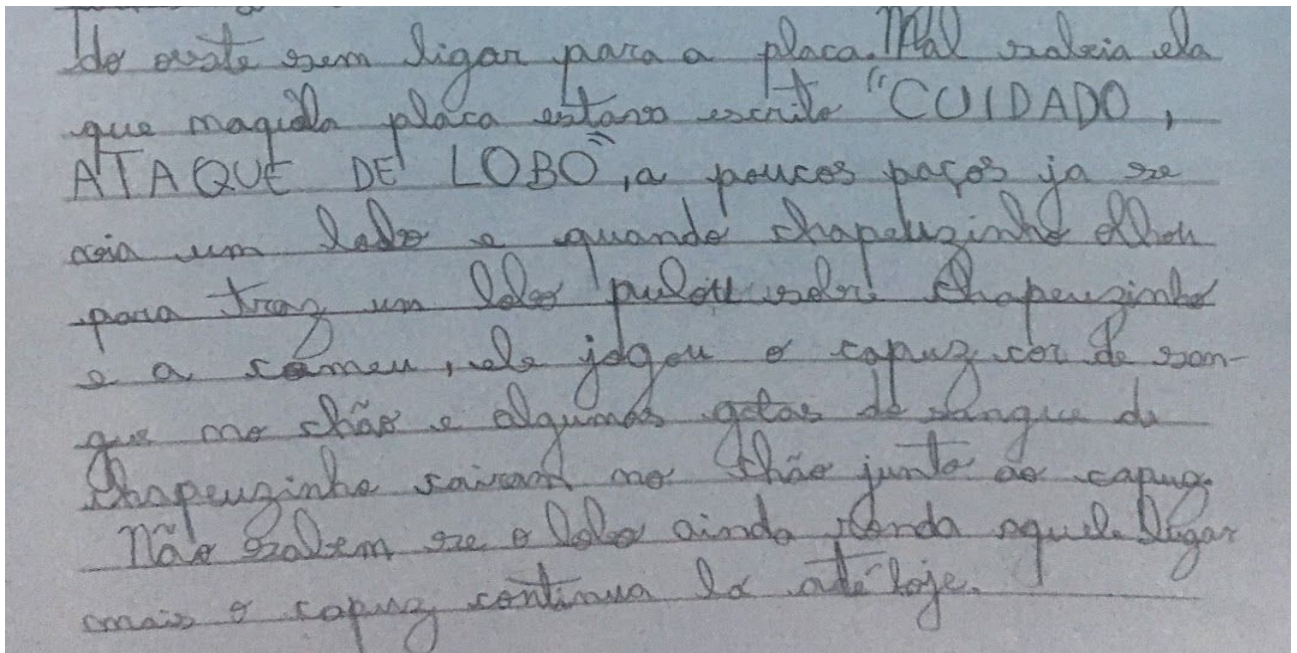 do oeste sem ligar para a placa. Mal sabia ela
que naquela placa estava escrito "CUIDADO,
ATAQUE DE LOBO", a poucos paços ja se
via um lobo e quando chapeuzinho olhou
para traz um lobo pulou sobre Chapeuzinho
e a comeu, ele jogou o capuz cor de san-
gue no chão e algumas gotas de sangue de
Chapeuzinho cairam no chão junto ao capuz.
Não sabem se o lobo ainda ronda aquele lugar
mais o capuz continua la até hoje.